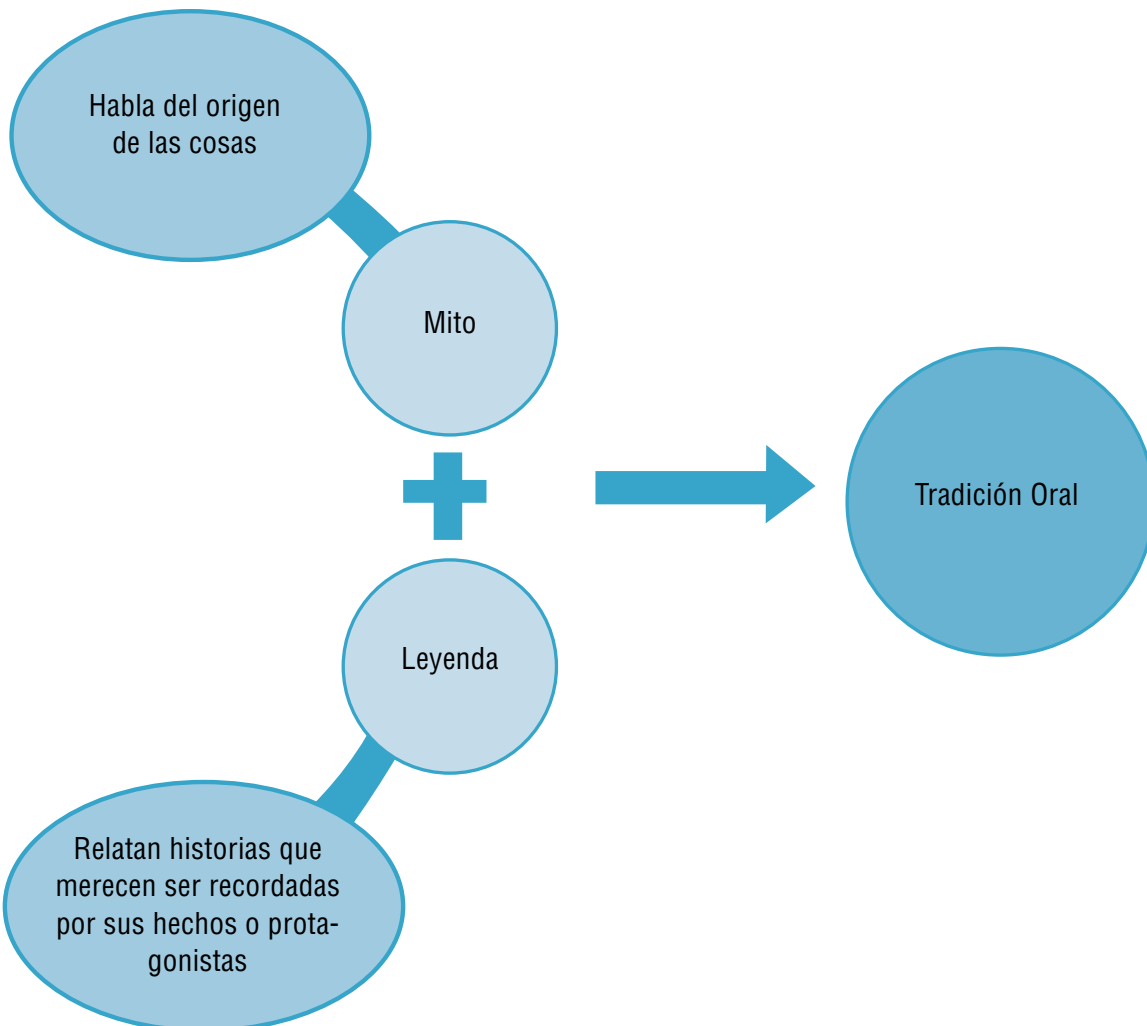 Habla del origen
de las cosas
Mito
Tradición Oral
Leyenda
Relatan historias que
merecen ser recordadas
por sus hechos o prota-
gonistas